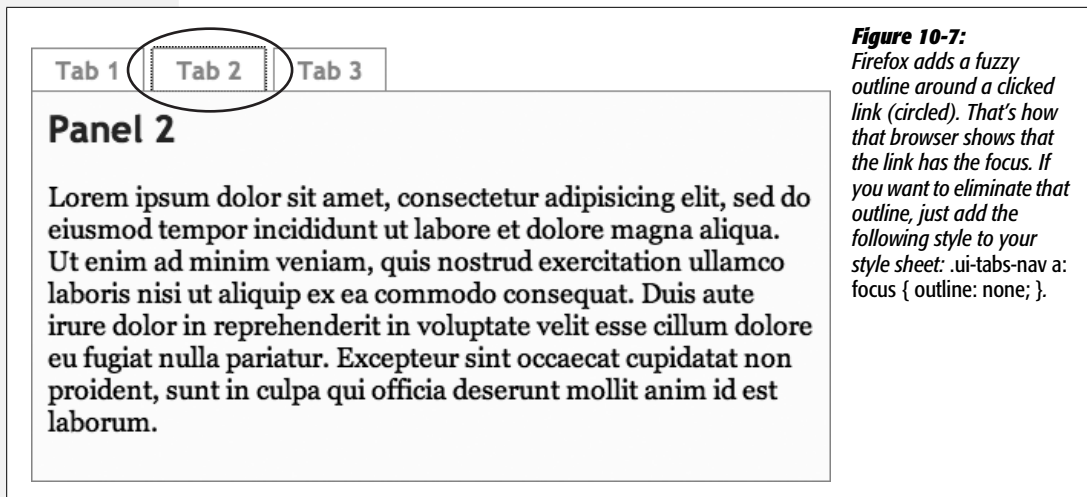 Tab 1 Tab 2 Tab 3
Panel 2
Lorem ipsum dolor sit amet, consectetur adipisicing elit, sed do
eiusmod tempor incididunt ut labore et dolore magna aliqua.
Ut enim ad minim veniam, quis nostrud exercitation ullamco
laboris nisi ut aliquip ex ea commodo consequat. Duis aute
irure dolor in reprehenderit in voluptate velit esse cillum dolore
eu fugiat nulla pariatur. Excepteur sint occaecat cupidatat non
proident, sunt in culpa qui officia deserunt mollit anim id est
laborum.
Figure 10-7:
Firefox adds a fuzzy
outline around a clicked
link (circled). That's how
that browser shows that
the link has the focus. If
you want to eliminate that
outline, just add the
following style to your
style sheet: .ui-tabs-nav a:
focus { outline: none; }.